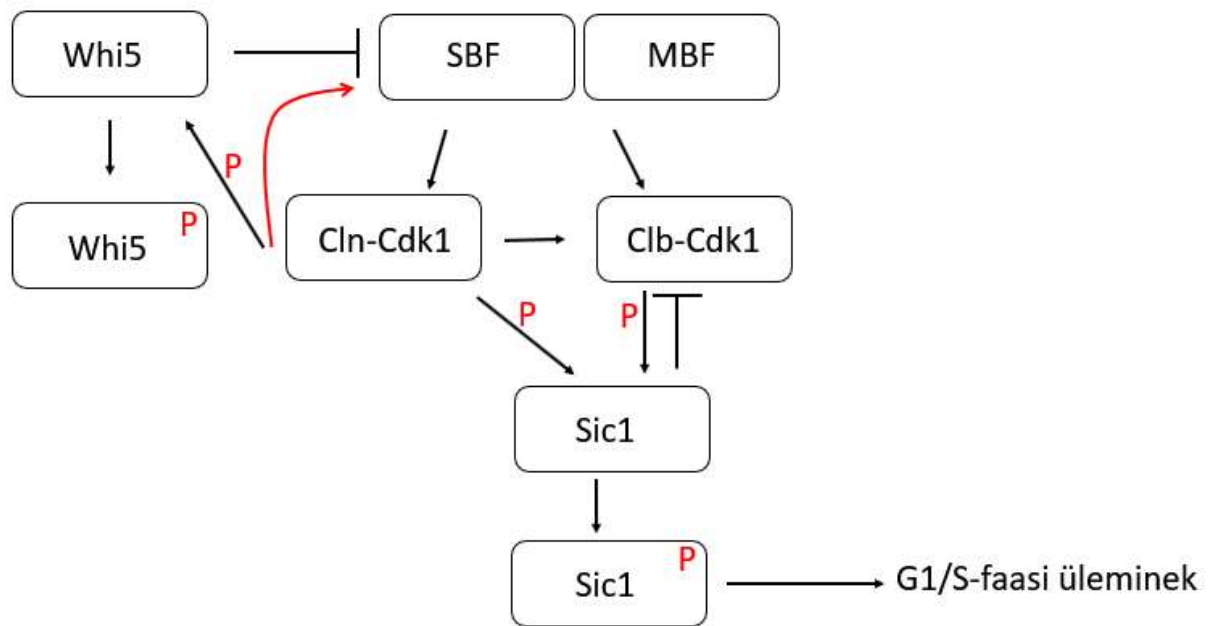 Whi5
SBF
MBF
P
P
Whi5
Cln-Cdk1
Clb-Cdk1
P
P
Sic1
P
Sic1
G1/S-faasi üleminek